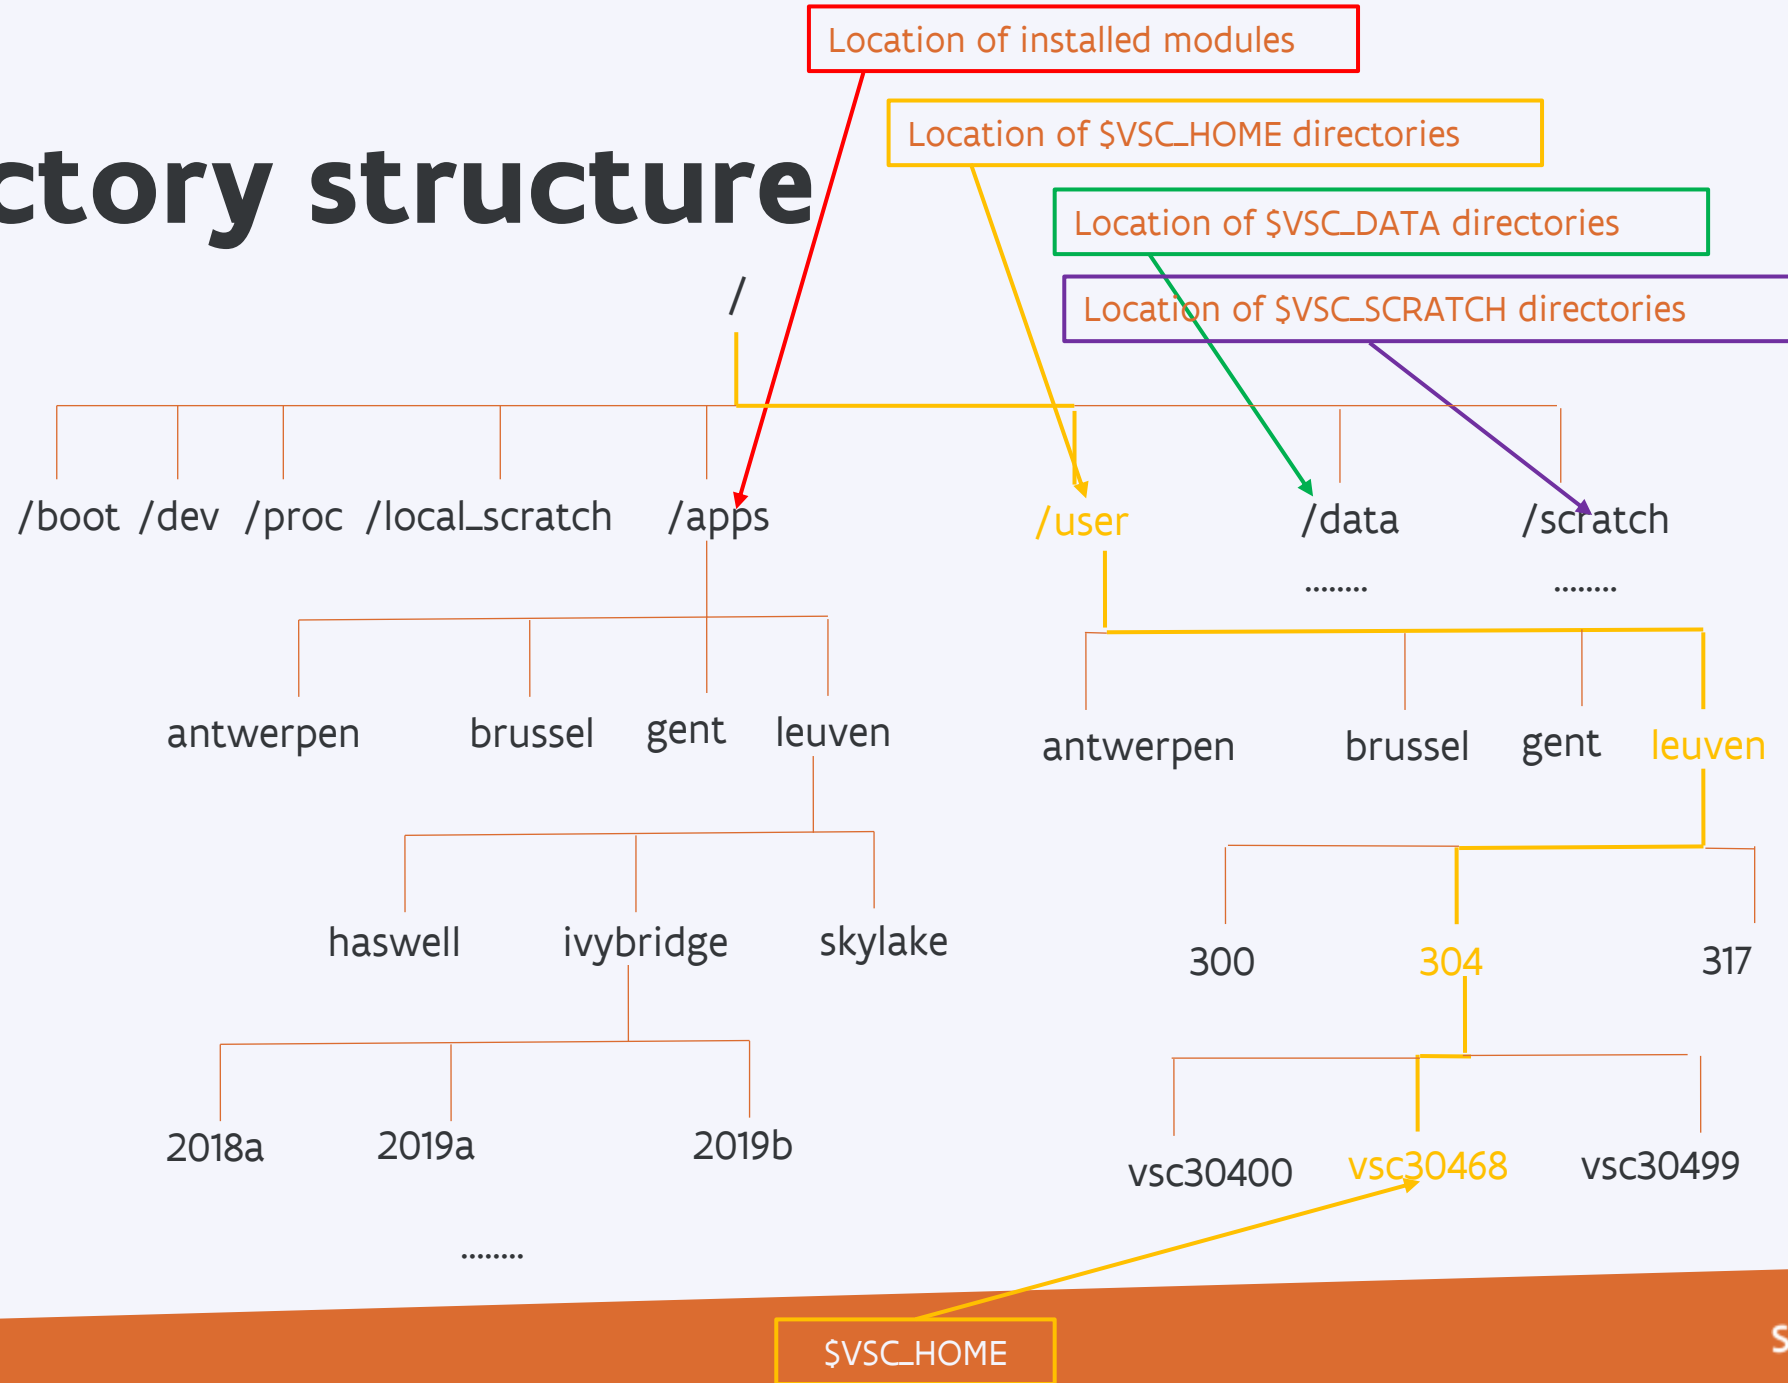 Location of installed modules
Location of $VSC_HOME directories
ctory structure
Location of $VSC_DATA directories
Location of $VSC_SCRATCH directories
/
/boot /dev /proc /local_scratch /apps /user /data /scratch
........ ........
antwerpen brussel gent leuven antwerpen brussel gent leuven
haswell ivybridge skylake 300 304 317
2018a 2019a 2019b vsc30400 vsc30468 vsc30499
........
$VSC_HOME
S